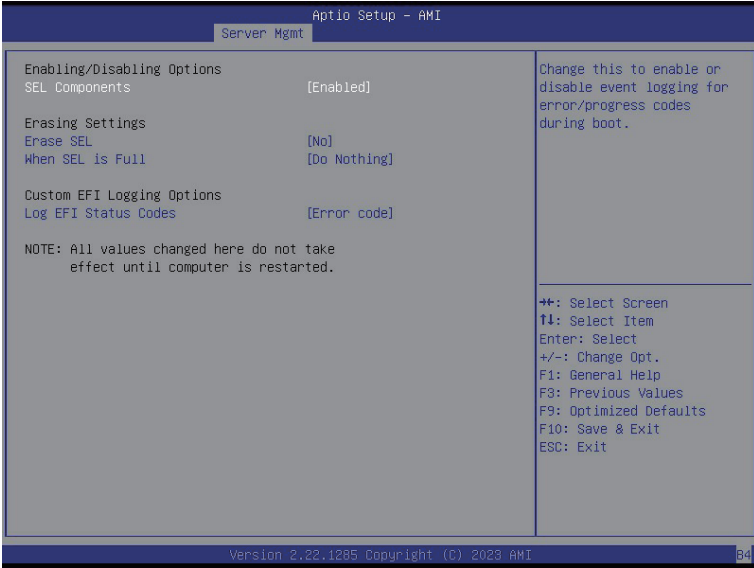 Aptio Setup – AMI
Server Mgmt
Enabling/Disabling Options
SEL Components [Enabled]
Erasing Settings
Erase SEL [No]
When SEL is Full [Do Nothing]
Custom EFI Logging Options
Log EFI Status Codes [Error code]
NOTE: All values changed here do not take
effect until computer is restarted.
Change this to enable or
disable event logging for
error/progress codes
during boot.
→←: Select Screen
↑↓: Select Item
Enter: Select
+/-: Change Opt.
F1: General Help
F3: Previous Values
F9: Optimized Defaults
F10: Save & Exit
ESC: Exit
Version 2.22.1285 Copyright (C) 2023 AMI
B4